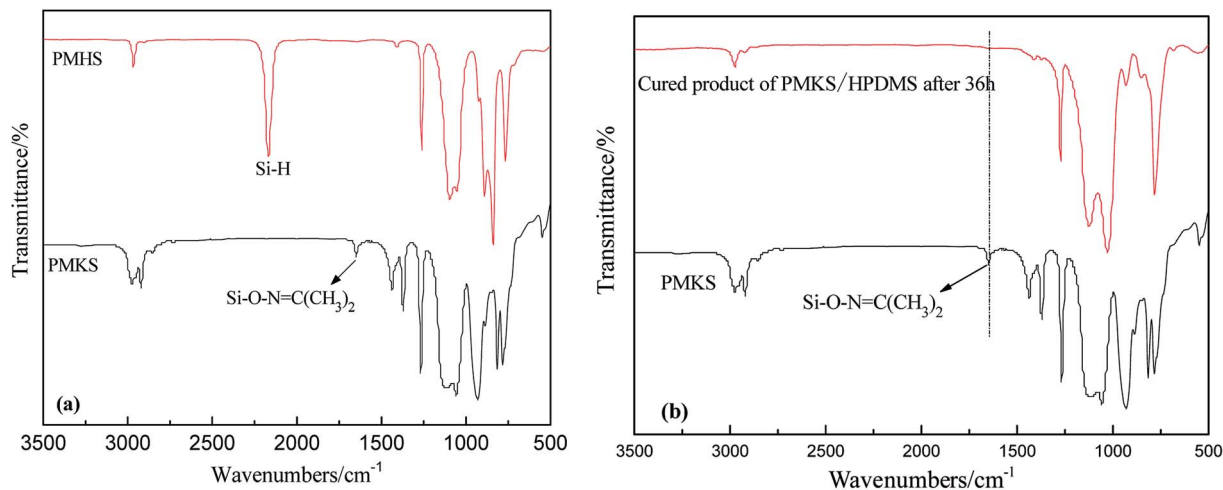 PMHS
Si-H
PMKS
Si-O-N=C(CH₃)₂
(a)
Transmittance/%
3500 3000 2500 2000 1500 1000 500
Wavenumbers/cm⁻¹
Cured product of PMKS/HPDMS after 36h
PMKS
Si-O-N=C(CH₃)₂
(b)
Transmittance/%
3500 3000 2500 2000 1500 1000 500
Wavenumbers/cm⁻¹